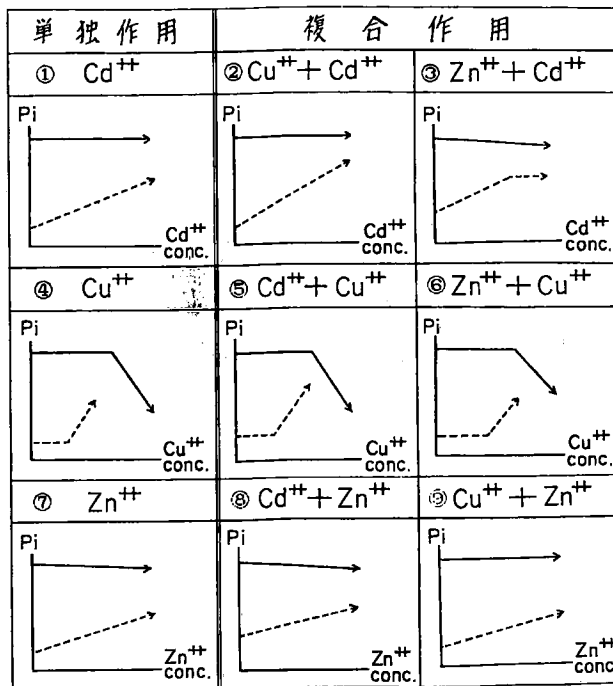 単独作用 複合作用
① Cd⁺⁺ ② Cu⁺⁺+Cd⁺⁺ ③ Zn⁺⁺+Cd⁺⁺
Pi Pi Pi
Cd⁺⁺ conc. Cd⁺⁺ conc. Cd⁺⁺ conc.
④ Cu⁺⁺ ⑤ Cd⁺⁺+Cu⁺⁺ ⑥ Zn⁺⁺+Cu⁺⁺
Pi Pi Pi
Cu⁺⁺ conc. Cu⁺⁺ conc. Cu⁺⁺ conc.
⑦ Zn⁺⁺ ⑧ Cd⁺⁺+Zn⁺⁺ ⑨ Cu⁺⁺+Zn⁺⁺
Pi Pi Pi
Zn⁺⁺ conc. Zn⁺⁺ conc. Zn⁺⁺ conc.